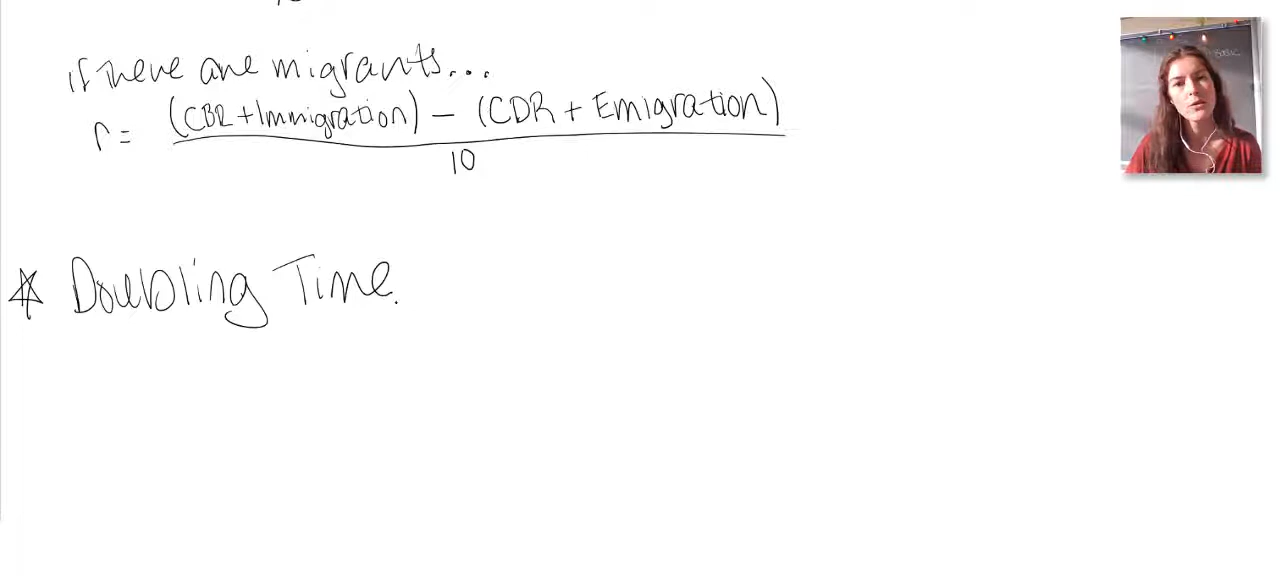 if there are migrants...
r = (CBR + Immigration) - (CDR + Emigration)
10
* Doubling Time.